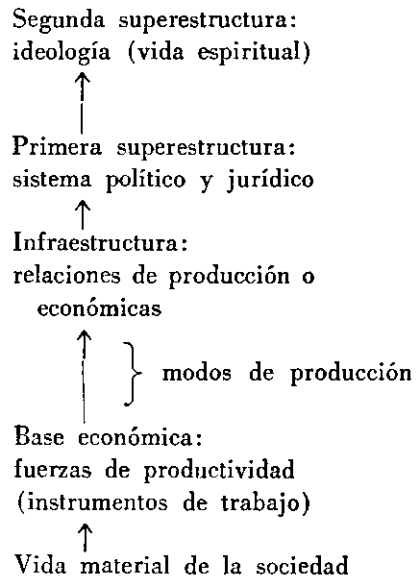 Segunda superestructura:
ideología (vida espiritual)
Primera superestructura:
sistema político y jurídico
Infraestructura:
relaciones de producción o
económicas
modos de producción
Base económica:
fuerzas de productividad
(instrumentos de trabajo)
Vida material de la sociedad